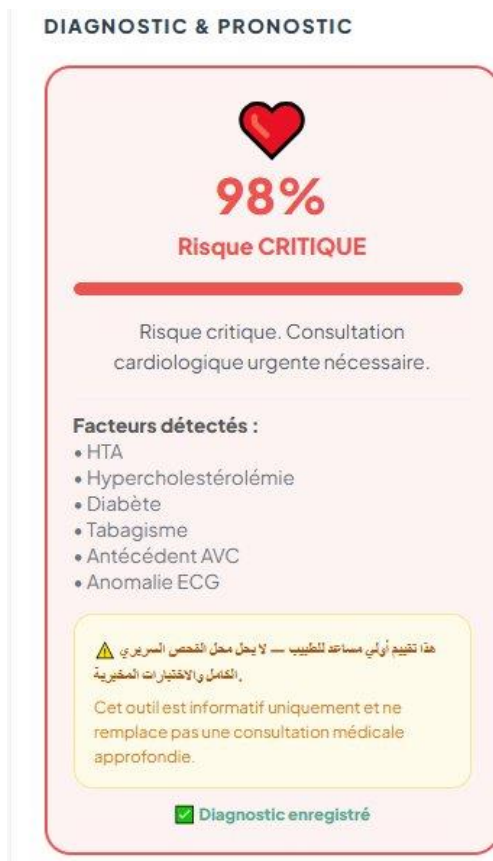 DIAGNOSTIC & PRONOSTIC
98%
Risque CRITIQUE
Risque critique. Consultation
cardiologique urgente nécessaire.
Facteurs détectés :
• HTA
• Hypercholestérolémie
• Diabète
• Tabagisme
• Antécédent AVC
• Anomalie ECG
⚠ هذا تقييم أولي مساعد للطبيب — لا يحل محل الفحص السريري
الكامل والاختبارات المخبرية.
Cet outil est informatif uniquement et ne
remplace pas une consultation médicale
approfondie.
✅ Diagnostic enregistré